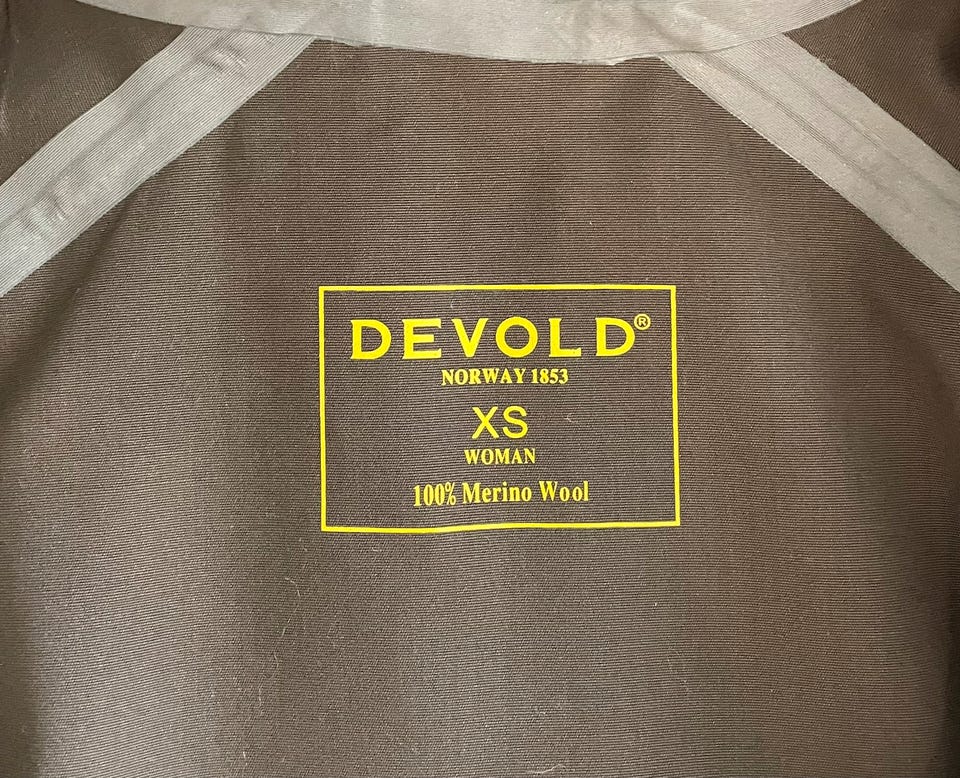 DEVOLD®
NORWAY 1853
XS
WOMAN
100% Merino Wool